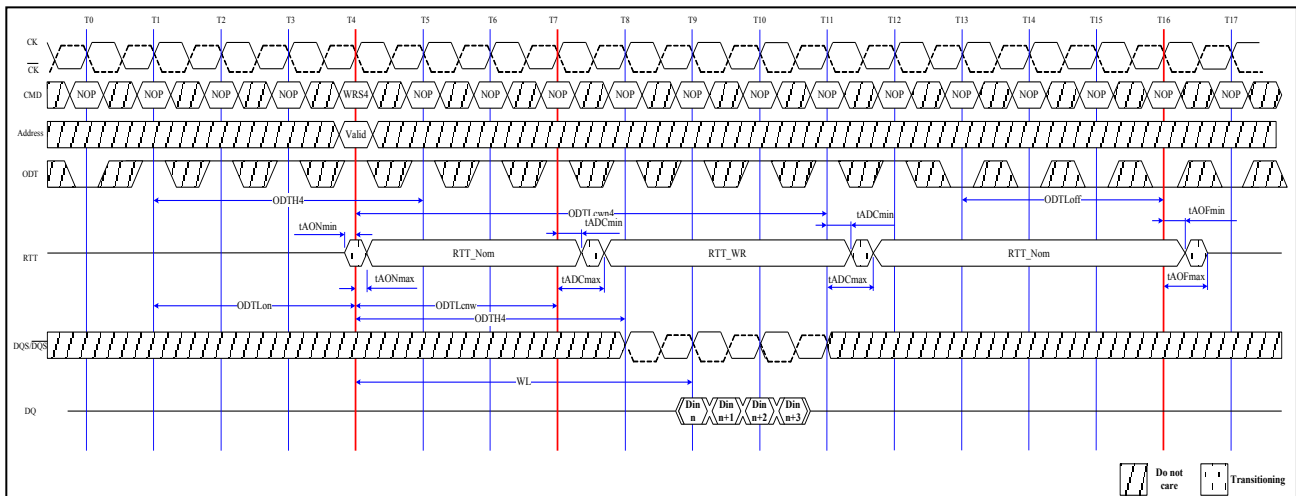 T0 T1 T2 T3 T4 T5 T6 T7 T8 T9 T10 T11 T12 T13 T14 T15 T16 T17
CK
CK
CMD NOP NOP NOP NOP WRS4 NOP NOP NOP NOP NOP NOP NOP NOP NOP NOP NOP NOP NOP
Address Valid
ODT
ODTH4 ODTLcwn4 ODTLoff
tAONmin tADCmin tADCmin tAOFmin
RTT RTT_Nom RTT_WR RTT_Nom
tAONmax tADCmax tADCmax tAOFmax
ODTLon ODTLcnw
ODTH4
DQS/DQS
WL
DQ Din n Din n+1 Din n+2 Din n+3
Do not care Transitioning